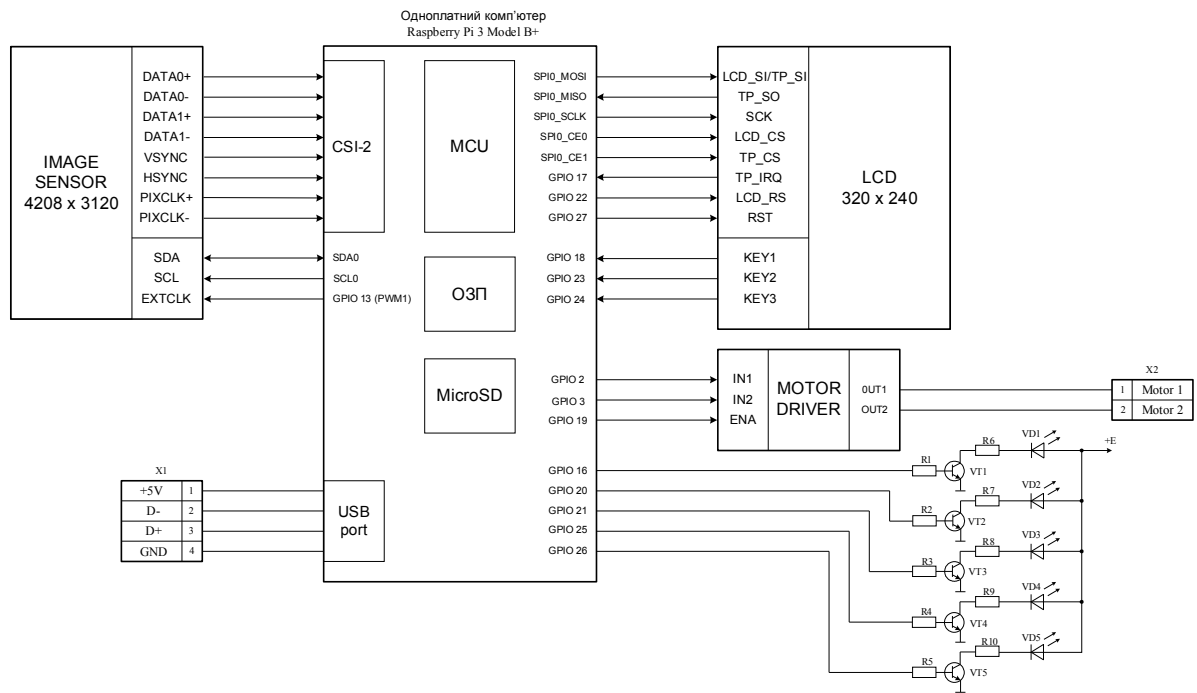 Одноплатний комп'ютер
Raspberry Pi 3 Model B+
IMAGE
SENSOR
4208 x 3120
DATA0+
DATA0-
DATA1+
DATA1-
VSYNC
HSYNC
PIXCLK+
PIXCLK-
SDA
SCL
EXTCLK
CSI-2
SDA0
SCL0
GPIO 13 (PWM1)
MCU
ОЗП
MicroSD
SPI0_MOSI
SPI0_MISO
SPI0_SCLK
SPI0_CE0
SPI0_CE1
GPIO 17
GPIO 22
GPIO 27
GPIO 18
GPIO 23
GPIO 24
GPIO 2
GPIO 3
GPIO 19
GPIO 16
GPIO 20
GPIO 21
GPIO 25
GPIO 26
LCD_SI/TP_SI
TP_SO
SCK
LCD_CS
TP_CS
TP_IRQ
LCD_RS
RST
KEY1
KEY2
KEY3
LCD
320 x 240
IN1
IN2
ENA
MOTOR
DRIVER
0UT1
OUT2
X2
1 Motor 1
2 Motor 2
X1
+5V 1
D- 2
D+ 3
GND 4
USB
port
R1
VT1
R6
VD1
+E
R2
VT2
R7
VD2
R3
VT3
R8
VD3
R4
VT4
R9
VD4
R5
VT5
R10
VD5